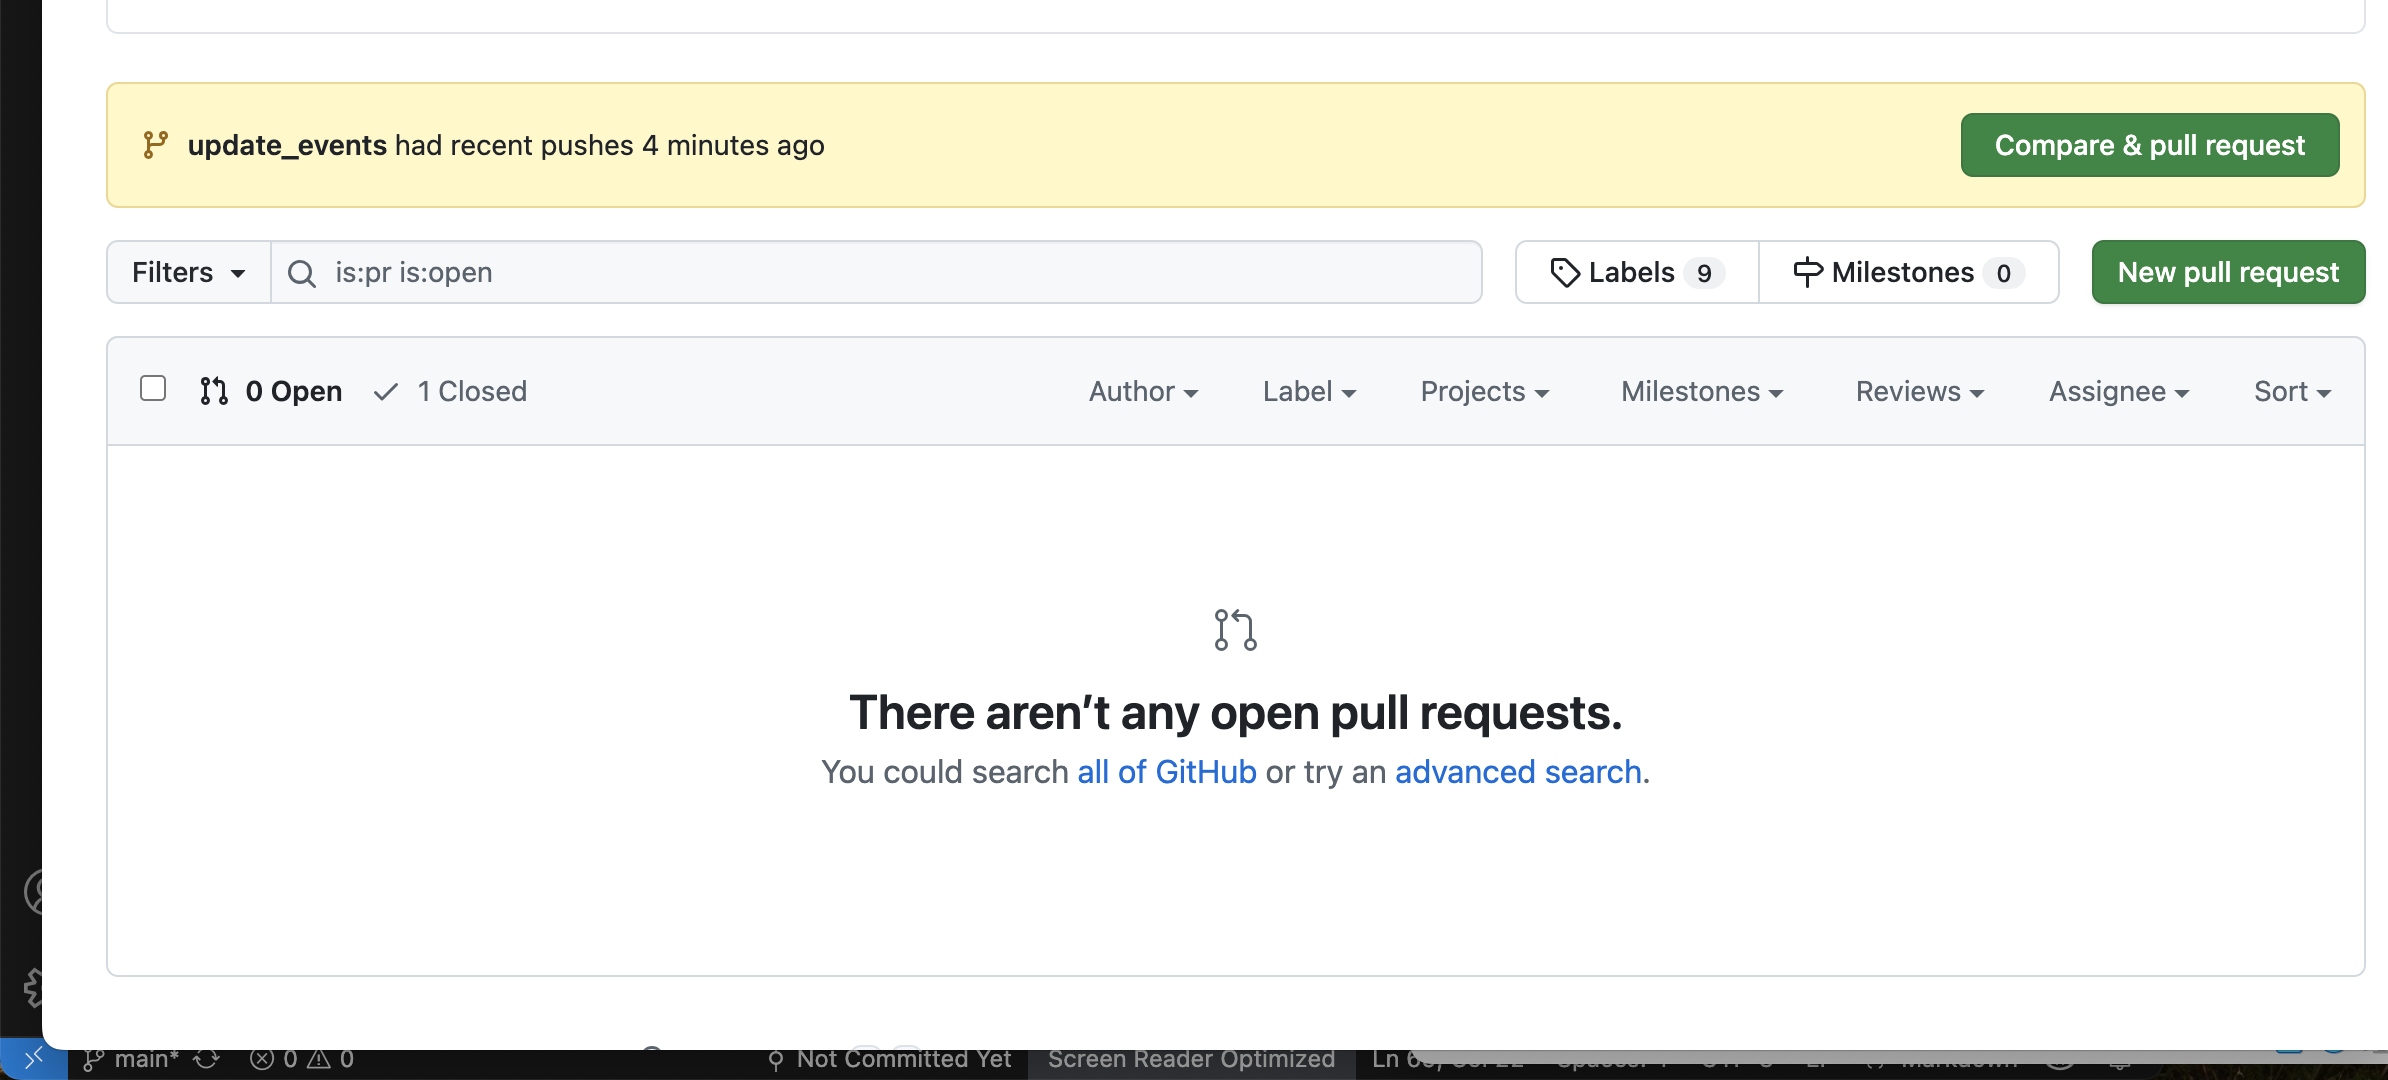 update_events had recent pushes 4 minutes ago
Compare & pull request
Filters
is:pr is:open
Labels 9
Milestones 0
New pull request
0 Open
1 Closed
Author
Label
Projects
Milestones
Reviews
Assignee
Sort
There aren’t any open pull requests.
You could search all of GitHub or try an advanced search.
main*
0
0
Not Committed Yet
Screen Reader Optimized